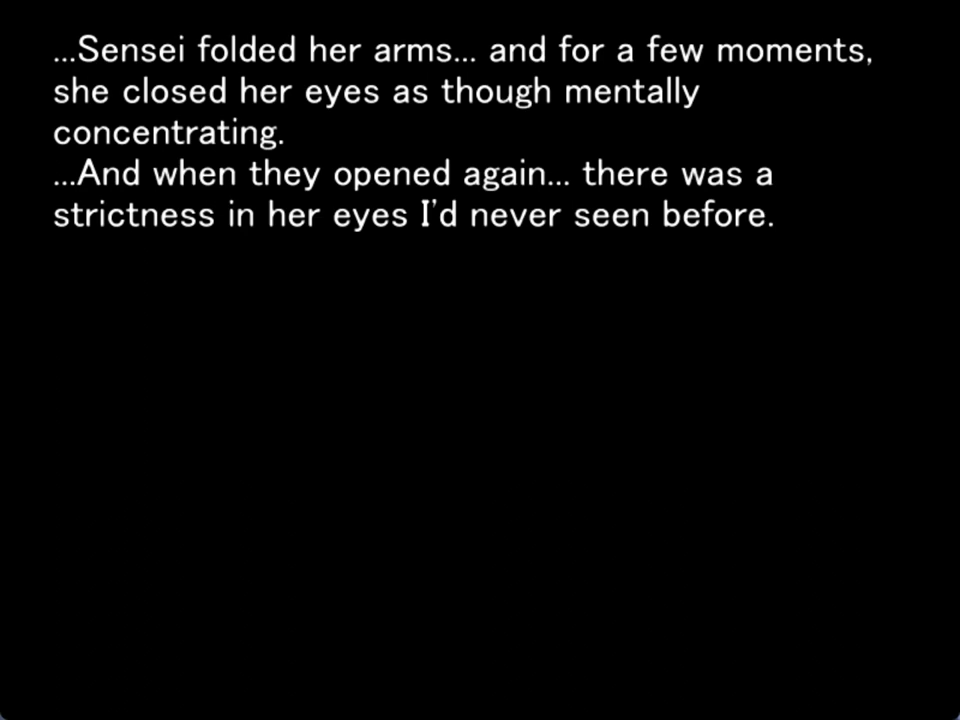 ...Sensei folded her arms... and for a few moments,
she closed her eyes as though mentally
concentrating.
...And when they opened again... there was a
strictness in her eyes I'd never seen before.